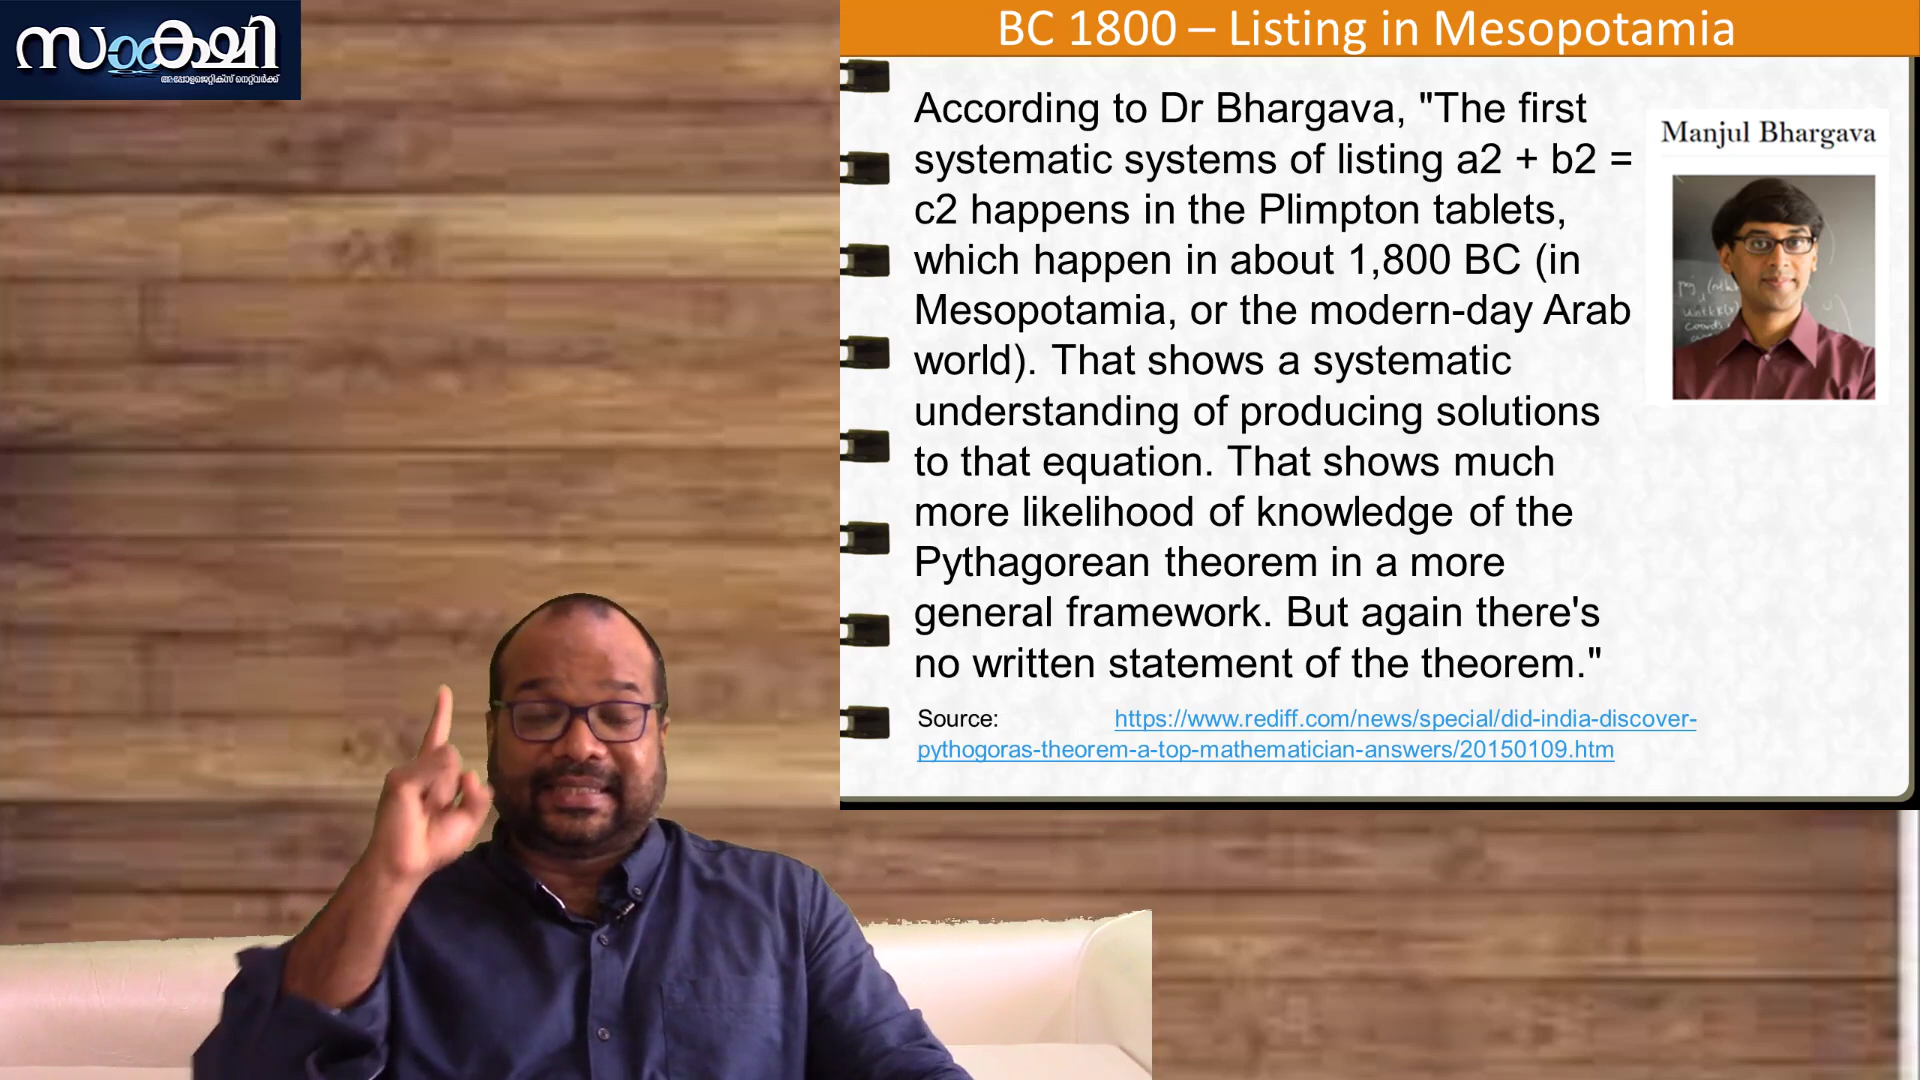 സാക്ഷി
അപ്പോളജെറ്റിക്സ് നെറ്റ്‌വർക്ക്
BC 1800 – Listing in Mesopotamia
According to Dr Bhargava, "The first
systematic systems of listing a2 + b2 =
c2 happens in the Plimpton tablets,
which happen in about 1,800 BC (in
Mesopotamia, or the modern-day Arab
world). That shows a systematic
understanding of producing solutions
to that equation. That shows much
more likelihood of knowledge of the
Pythagorean theorem in a more
general framework. But again there's
no written statement of the theorem."
Manjul Bhargava
Source: https://www.rediff.com/news/special/did-india-discover-
pythogoras-theorem-a-top-mathematician-answers/20150109.htm